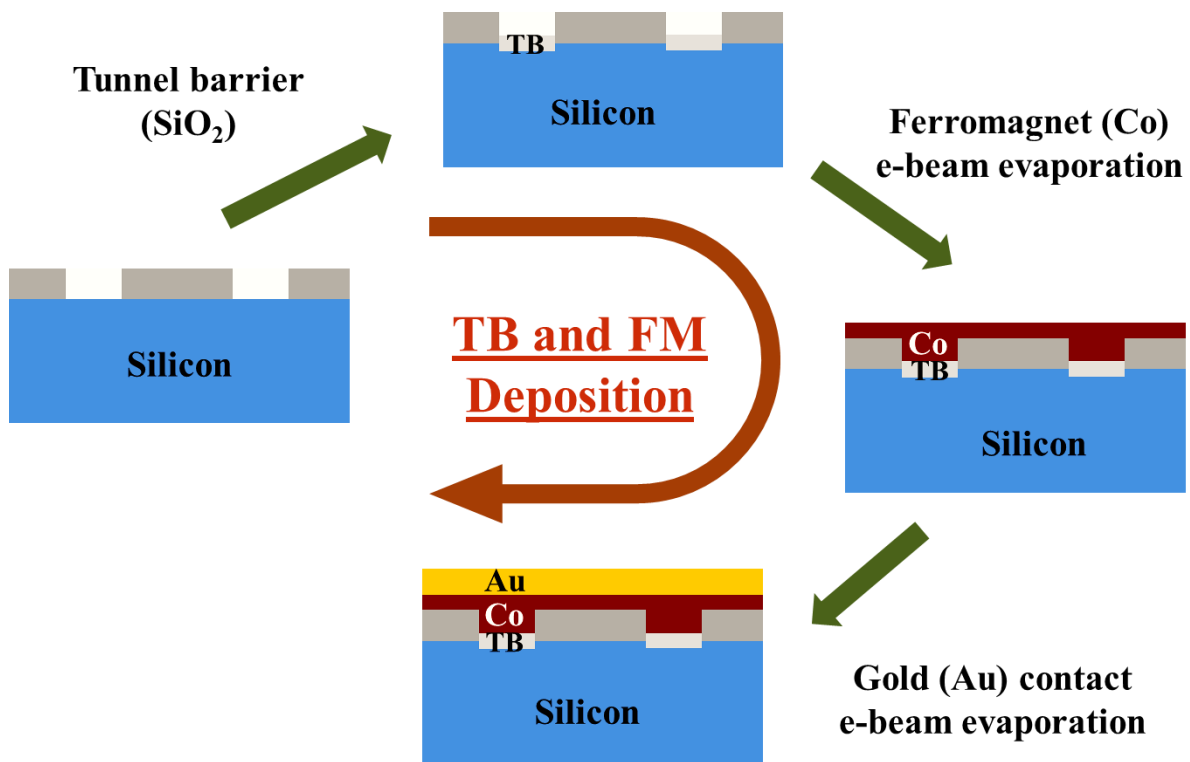 Tunnel barrier
(SiO₂)
TB
Silicon
Ferromagnet (Co)
e-beam evaporation
Silicon
TB and FM
Deposition
Co
TB
Silicon
Au
Co
TB
Silicon
Gold (Au) contact
e-beam evaporation